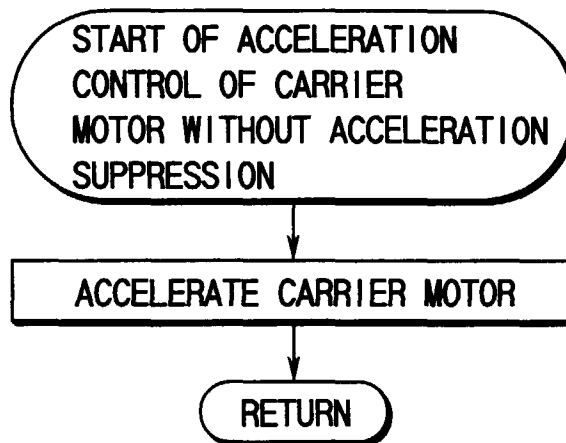 START OF ACCELERATION
CONTROL OF CARRIER
MOTOR WITHOUT ACCELERATION
SUPPRESSION
ACCELERATE CARRIER MOTOR
RETURN